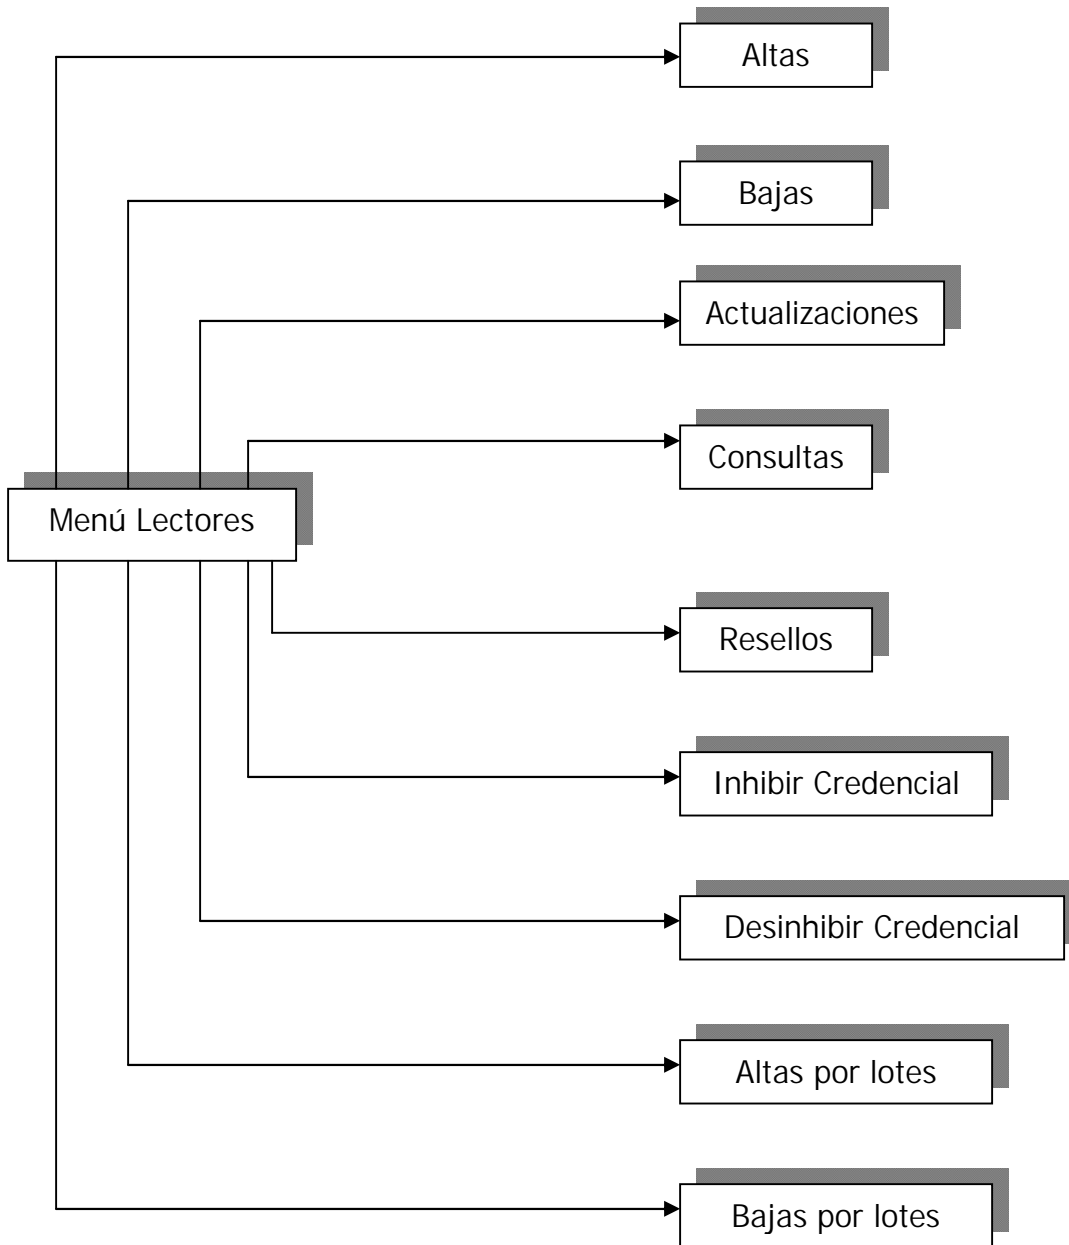 Altas
Bajas
Actualizaciones
Consultas
Menú Lectores
Resellos
Inhibir Credencial
Desinhibir Credencial
Altas por lotes
Bajas por lotes